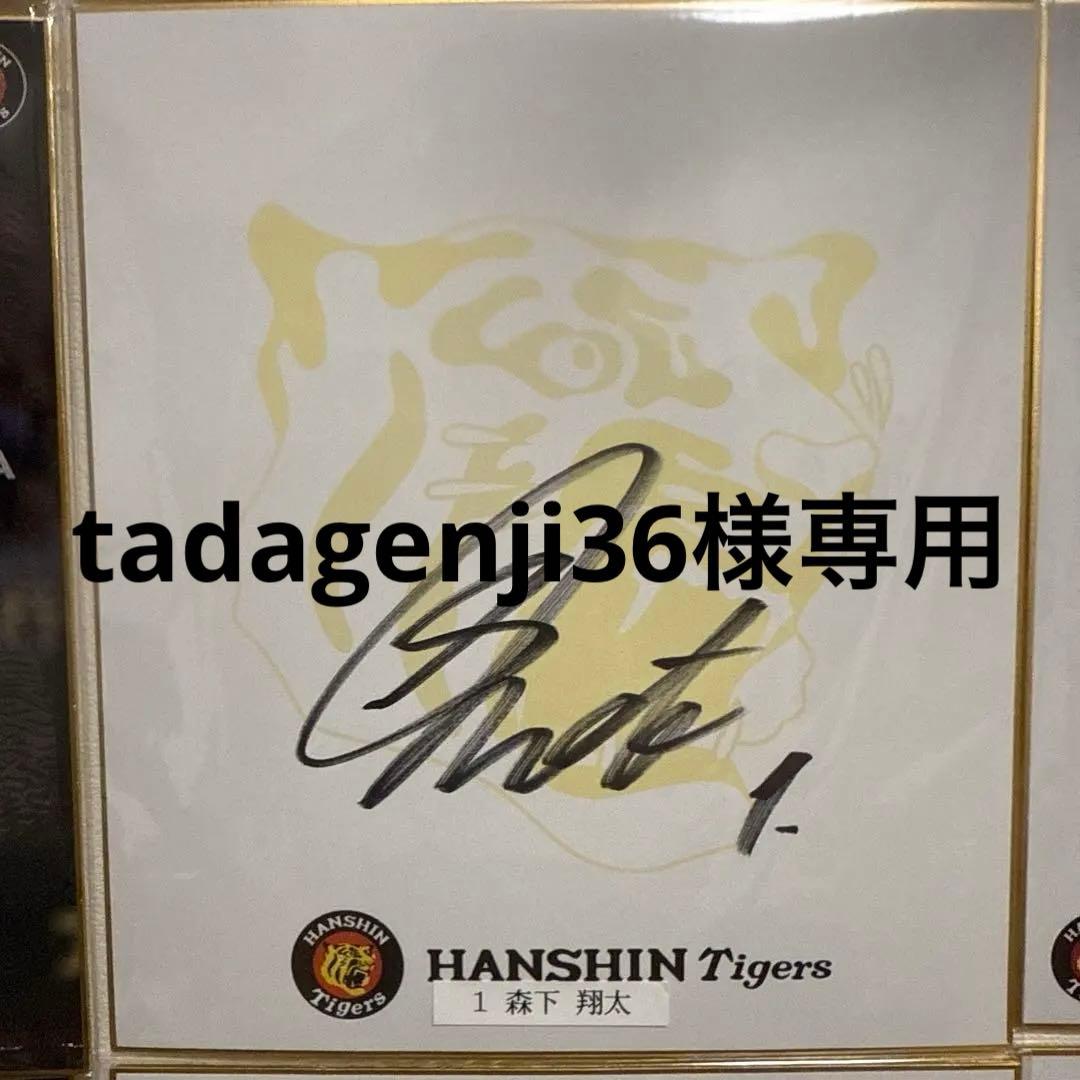 tadagenji36様専用
1.
HANSHIN
Tigers
HANSHIN Tigers
1 森下 翔太